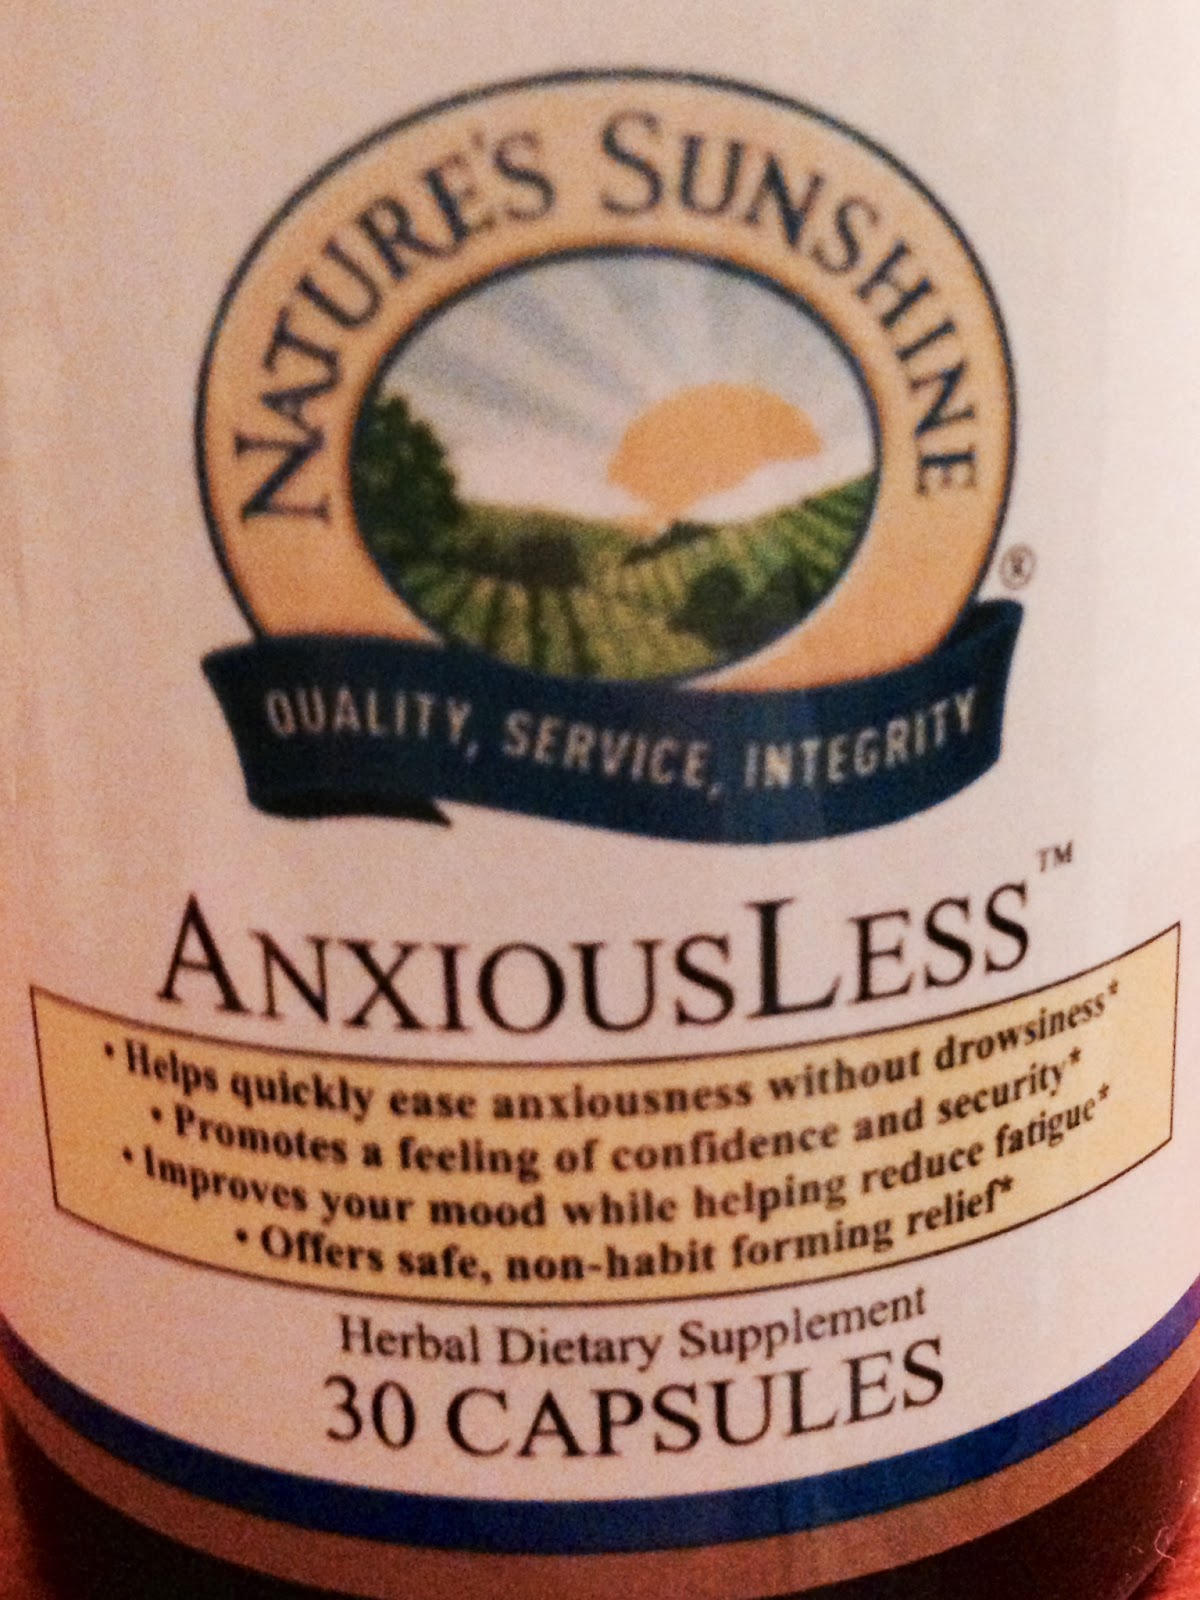 NATURE'S SUNSHINE
®
QUALITY, SERVICE, INTEGRITY
ANXIOUSLESS™
• Helps quickly ease anxiousness without drowsiness*
• Promotes a feeling of confidence and security*
• Improves your mood while helping reduce fatigue*
• Offers safe, non-habit forming relief*
Herbal Dietary Supplement
30 CAPSULES